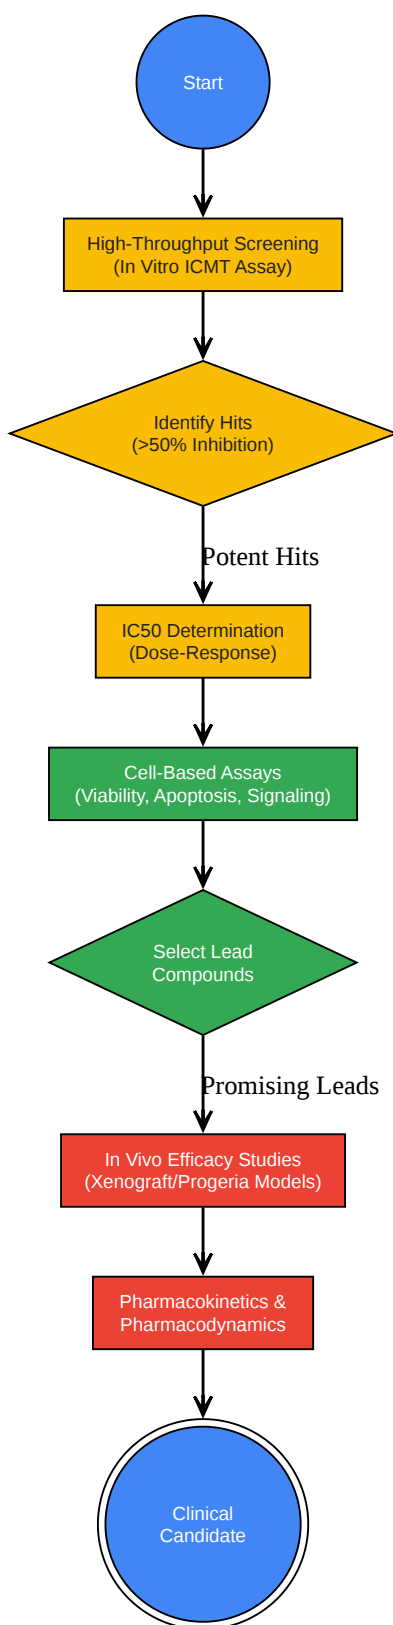 Start
High-Throughput Screening
(In Vitro ICMT Assay)
Identify Hits
(>50% Inhibition)
Potent Hits
IC50 Determination
(Dose-Response)
Cell-Based Assays
(Viability, Apoptosis, Signaling)
Select Lead
Compounds
Promising Leads
In Vivo Efficacy Studies
(Xenograft/Progeria Models)
Pharmacokinetics &
Pharmacodynamics
Clinical
Candidate